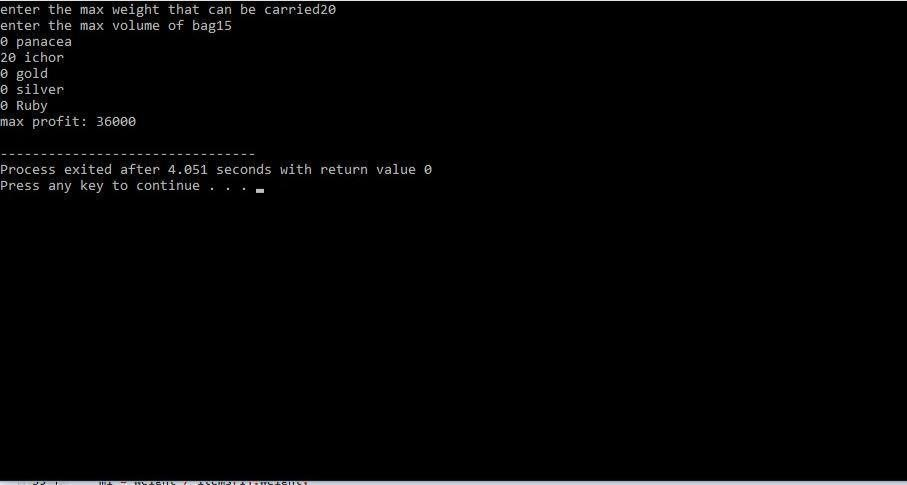 enter the max weight that can be carried20
enter the max volume of bag15
0 panacea
20 ichor
0 gold
0 silver
0 Ruby
max profit: 36000
--------------------------------
Process exited after 4.051 seconds with return value 0
Press any key to continue . . .